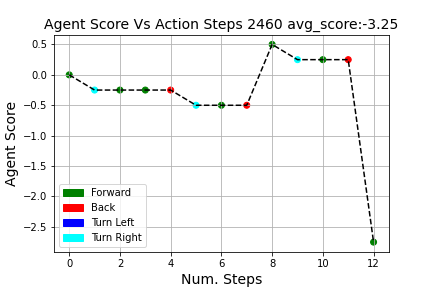 Agent Score Vs Action Steps 2460 avg_score:-3.25
0.5
0.0
−0.5
−1.0
−1.5
−2.0
−2.5
Agent Score
Forward
Back
Turn Left
Turn Right
0 2 4 6 8 10 12
Num. Steps